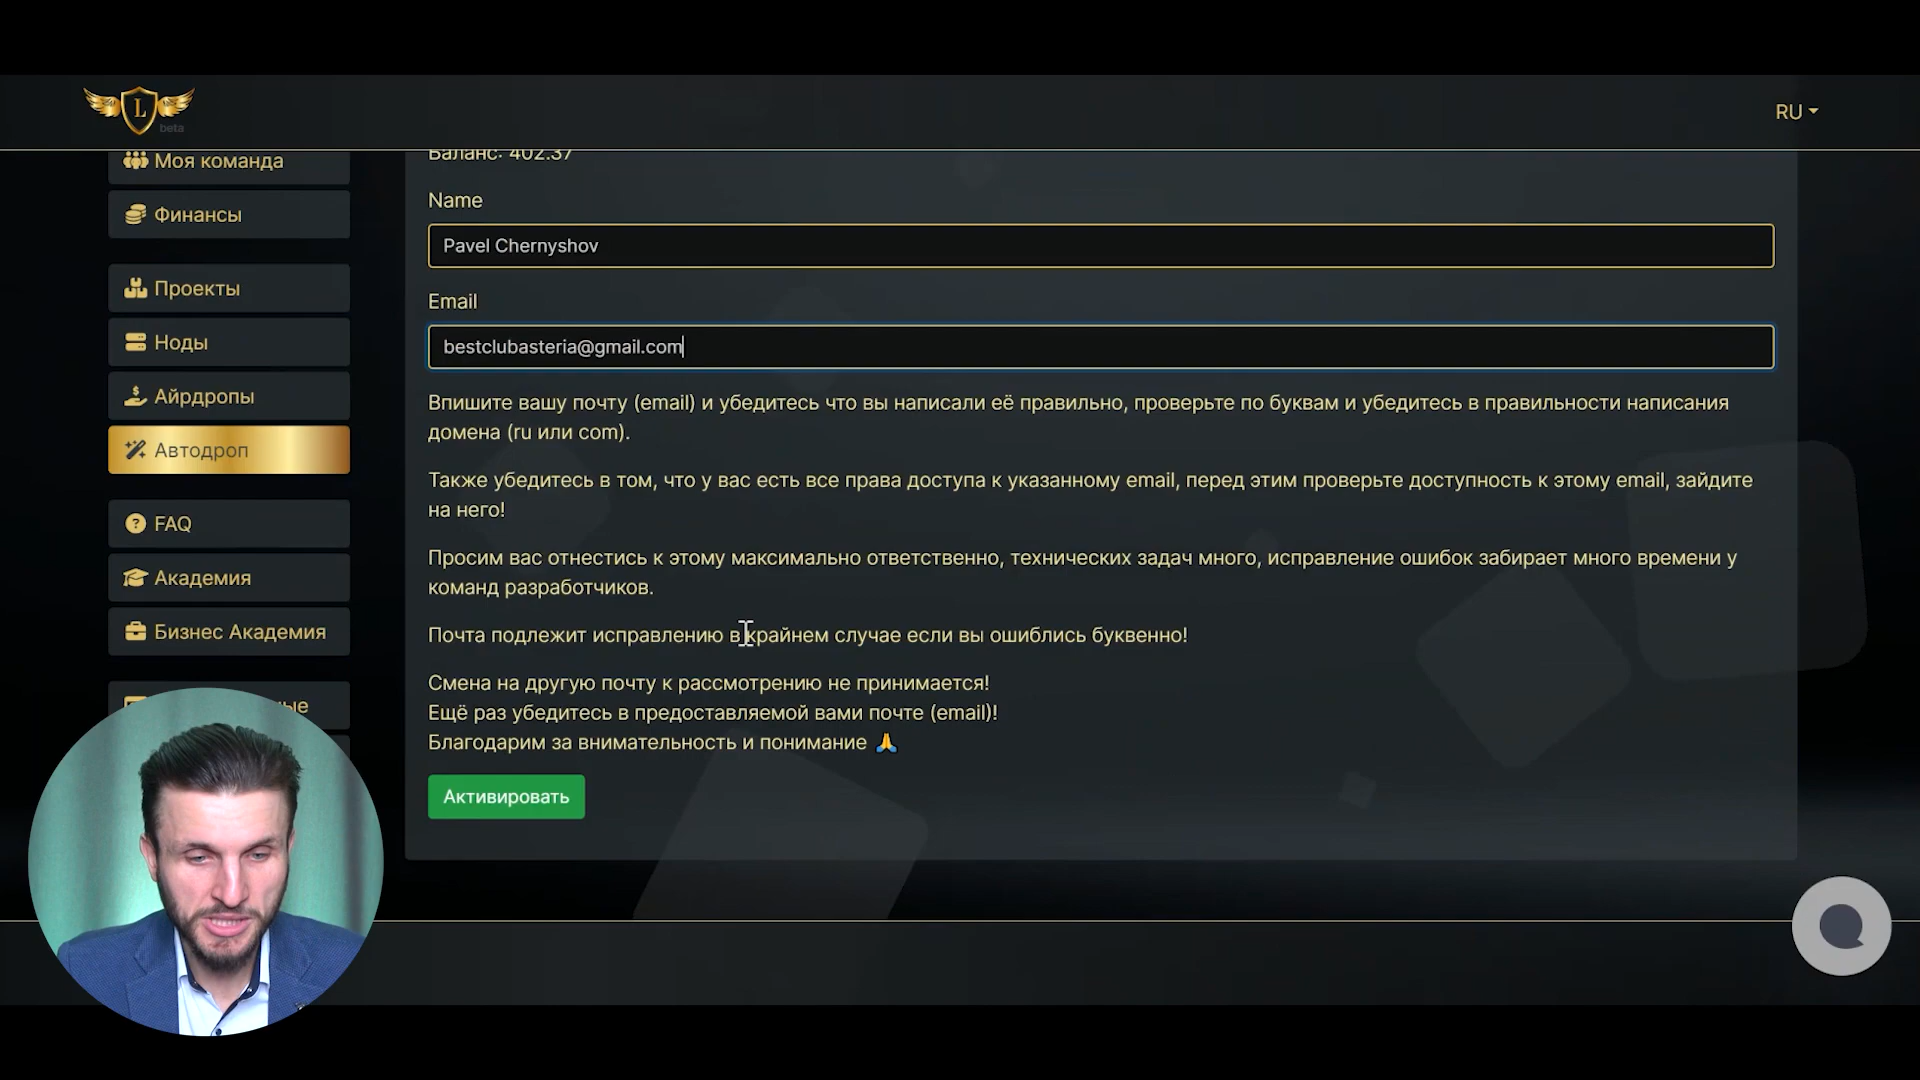 L
beta
RU
Моя команда
Финансы
Проекты
Ноды
Айрдропы
Автодроп
FAQ
Академия
Бизнес Академия
ые
Баланс: 402.37
Name
Pavel Chernyshov
Email
bestclubasteria@gmail.com
Впишите вашу почту (email) и убедитесь что вы написали её правильно, проверьте по буквам и убедитесь в правильности написания
домена (ru или com).
Также убедитесь в том, что у вас есть все права доступа к указанному email, перед этим проверьте доступность к этому email, зайдите
на него!
Просим вас отнестись к этому максимально ответственно, технических задач много, исправление ошибок забирает много времени у
команд разработчиков.
Почта подлежит исправлению в крайнем случае если вы ошиблись буквенно!
Смена на другую почту к рассмотрению не принимается!
Ещё раз убедитесь в предоставляемой вами почте (email)!
Благодарим за внимательность и понимание 🙏
Активировать